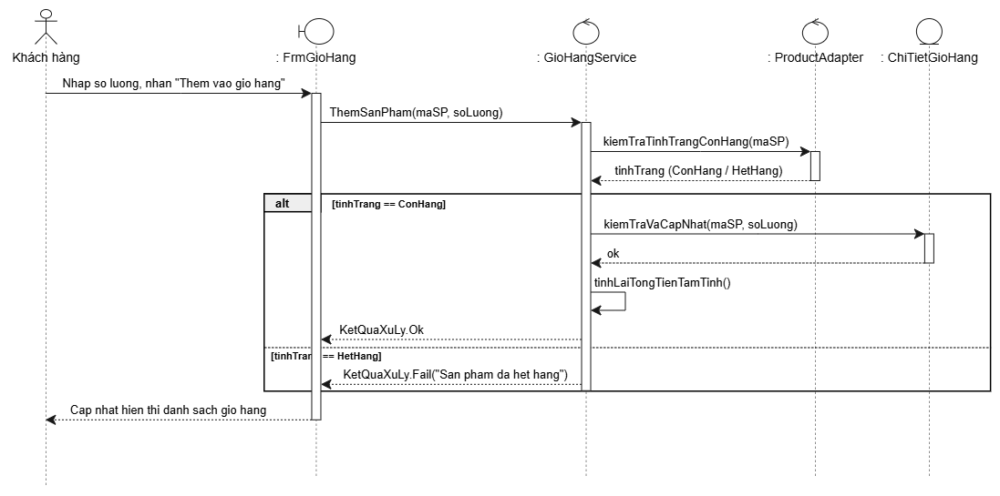 Khách hàng
: FrmGioHang
: GioHangService
: ProductAdapter
: ChiTietGioHang
Nhap so luong, nhan "Them vao gio hang"
ThemSanPham(maSP, soLuong)
kiemTraTinhTrangConHang(maSP)
tinhTrang (ConHang / HetHang)
alt
[tinhTrang == ConHang]
kiemTraVaCapNhat(maSP, soLuong)
ok
tinhLaiTongTienTamTinh()
KetQuaXuLy.Ok
[tinhTrang == HetHang]
KetQuaXuLy.Fail("San pham da het hang")
Cap nhat hien thi danh sach gio hang